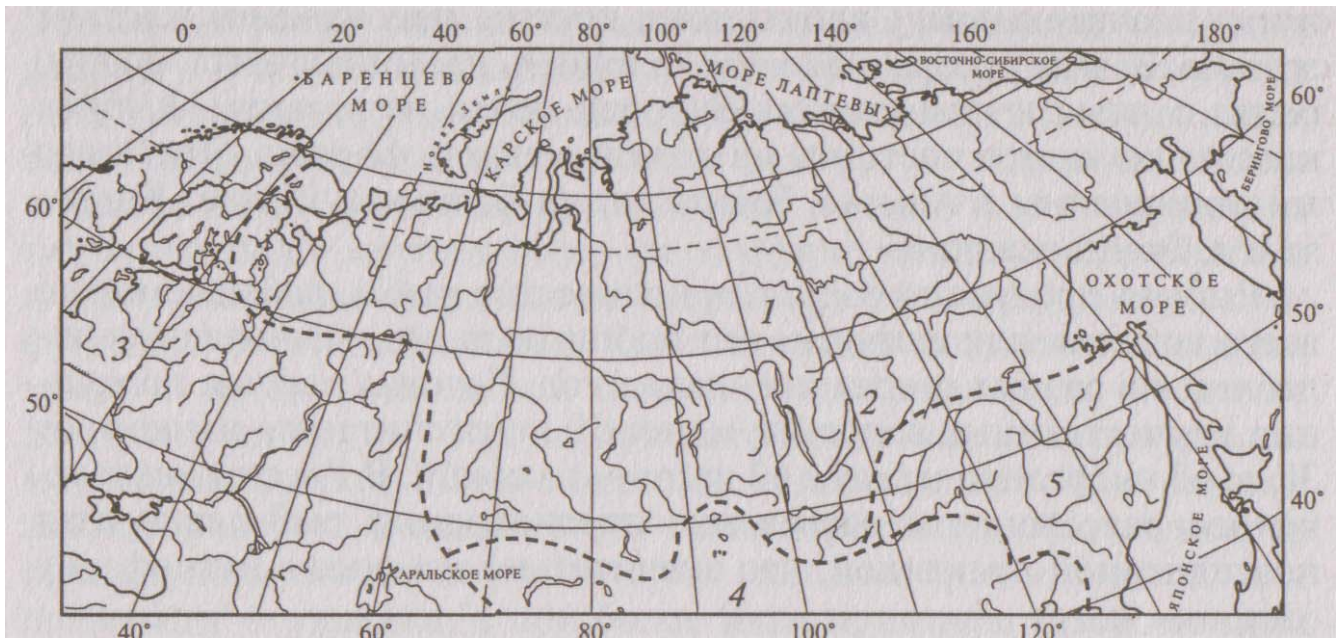 0° 20° 40° 60° 80° 100° 120° 140° 160° 180°
БАРЕНЦЕВО
МОРЕ
КАРСКОЕ МОРЕ
МОРЕ ЛАПТЕВЫХ
ВОСТОЧНО-СИБИРСКОЕ
МОРЕ
60°
БЕРИНГОВО МОРЕ
60°
ОХОТСКОЕ
МОРЕ
50°
1
3
2
50°
4
5
ЯПОНСКОЕ МОРЕ
40°
АРАЛЬСКОЕ МОРЕ
4
40° 60° 80° 100° 120°